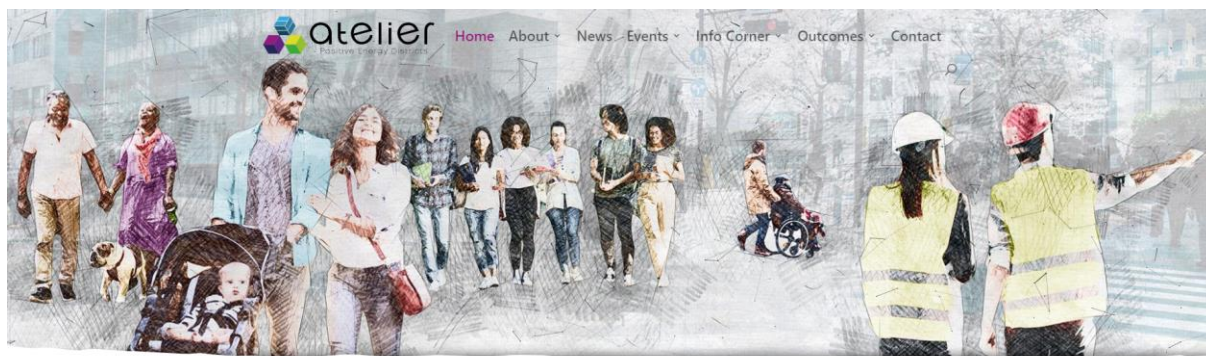 atelier
Positive Energy Districts
Home About News Events Info Corner Outcomes Contact